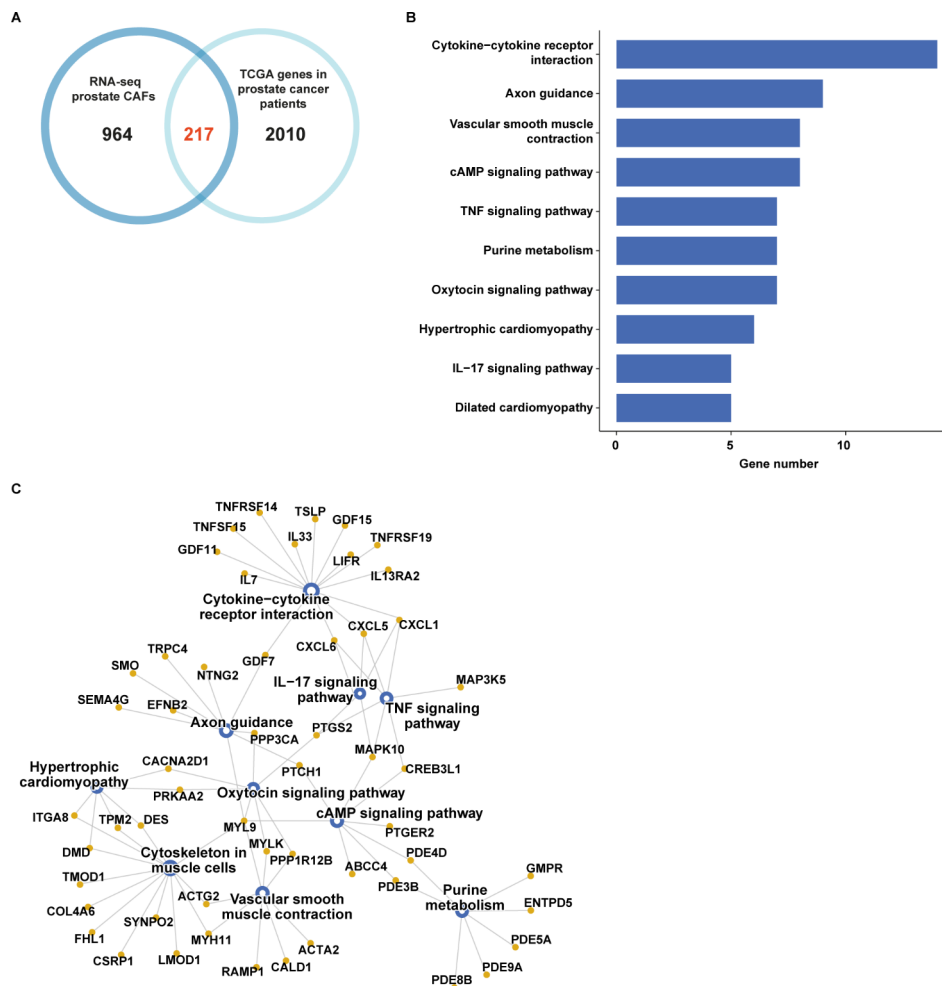 A
RNA-seq
prostate CAFs
964
217
TCGA genes in
prostate cancer
patients
2010
B
Cytokine−cytokine receptor
interaction
Axon guidance
Vascular smooth muscle
contraction
cAMP signaling pathway
TNF signaling pathway
Purine metabolism
Oxytocin signaling pathway
Hypertrophic cardiomyopathy
IL−17 signaling pathway
Dilated cardiomyopathy
0
5
10
Gene number
C
TNFRSF14
TSLP
GDF15
TNFSF15
IL33
TNFRSF19
GDF11
LIFR
IL7
IL13RA2
Cytokine−cytokine
receptor interaction
CXCL5
CXCL1
CXCL6
TRPC4
GDF7
SMO
NTNG2
IL−17 signaling
pathway
MAP3K5
SEMA4G
EFNB2
TNF signaling
pathway
Axon guidance
PTGS2
PPP3CA
MAPK10
CACNA2D1
PTCH1
CREB3L1
Hypertrophic
cardiomyopathy
Oxytocin signaling pathway
PRKAA2
cAMP signaling pathway
ITGA8
TPM2
DES
MYL9
PTGER2
MYLK
DMD
Cytoskeleton in
muscle cells
PPP1R12B
PDE4D
ABCC4
GMPR
TMOD1
PDE3B
Purine
metabolism
ACTG2
Vascular smooth
muscle contraction
COL4A6
SYNPO2
ENTPD5
FHL1
MYH11
ACTA2
PDE5A
CSRP1
LMOD1
RAMP1
CALD1
PDE9A
PDE8B